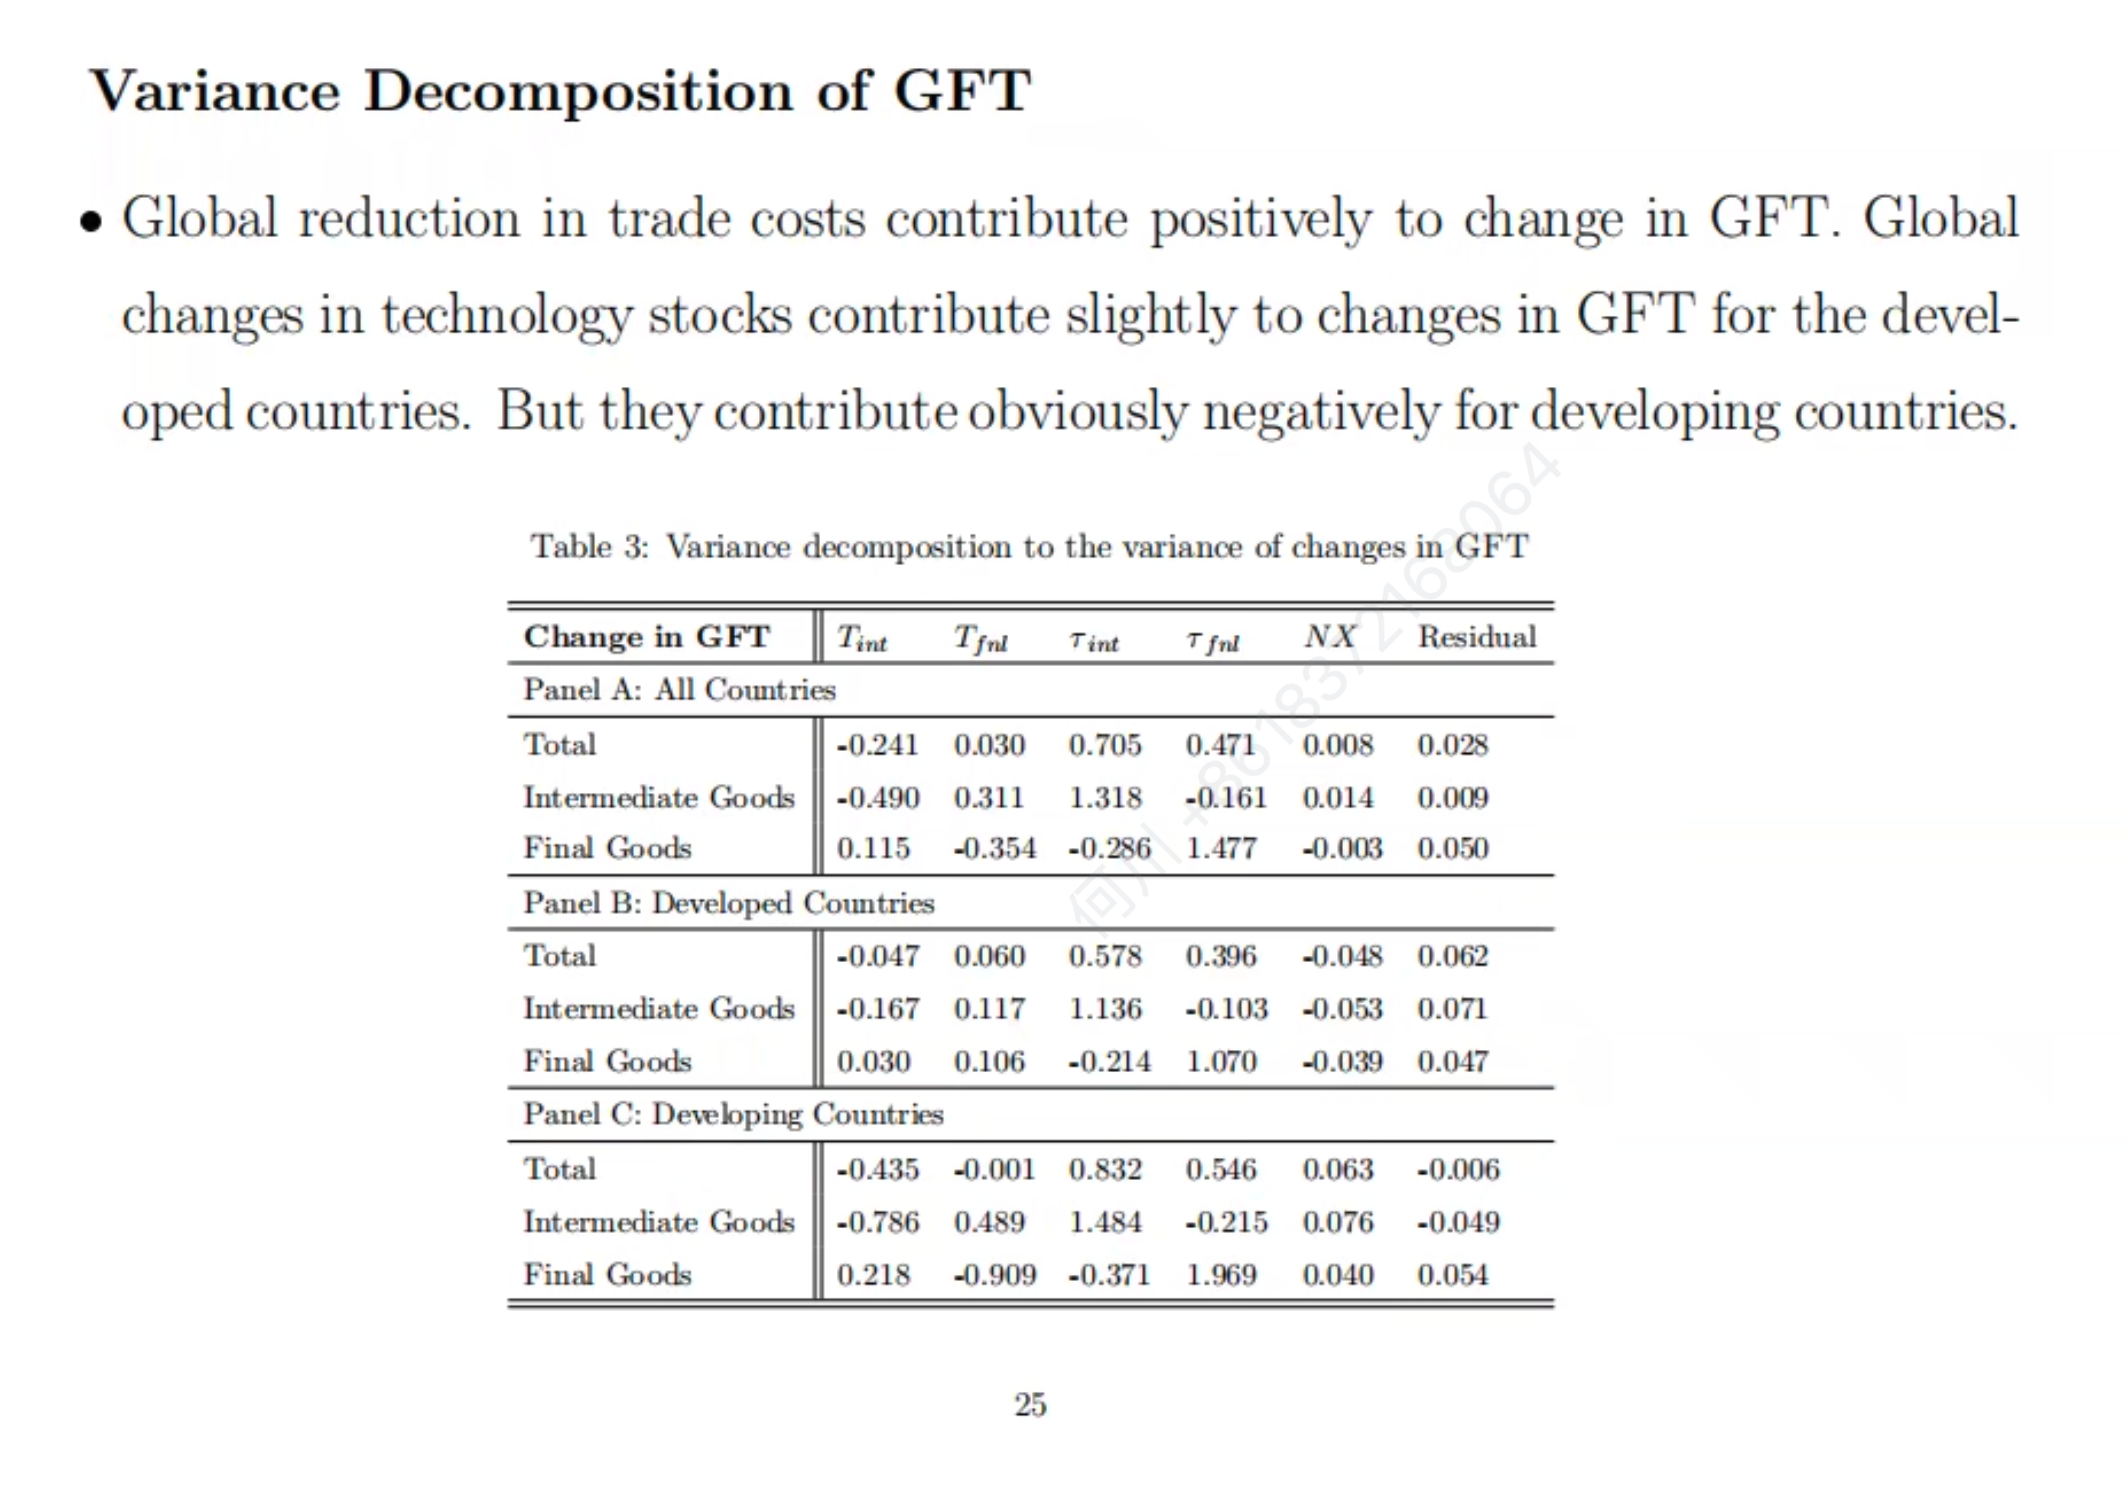 Variance Decomposition of GFT
• Global reduction in trade costs contribute positively to change in GFT. Global
changes in technology stocks contribute slightly to changes in GFT for the devel-
oped countries. But they contribute obviously negatively for developing countries.
Table 3: Variance decomposition to the variance of changes in GFT
Change in GFT T_int T_fnl τ_int τ_fnl NX Residual
Panel A: All Countries
Total -0.241 0.030 0.705 0.471 0.008 0.028
Intermediate Goods -0.490 0.311 1.318 -0.161 0.014 0.009
Final Goods 0.115 -0.354 -0.286 1.477 -0.003 0.050
Panel B: Developed Countries
Total -0.047 0.060 0.578 0.396 -0.048 0.062
Intermediate Goods -0.167 0.117 1.136 -0.103 -0.053 0.071
Final Goods 0.030 0.106 -0.214 1.070 -0.039 0.047
Panel C: Developing Countries
Total -0.435 -0.001 0.832 0.546 0.063 -0.006
Intermediate Goods -0.786 0.489 1.484 -0.215 0.076 -0.049
Final Goods 0.218 -0.909 -0.371 1.969 0.040 0.054
25